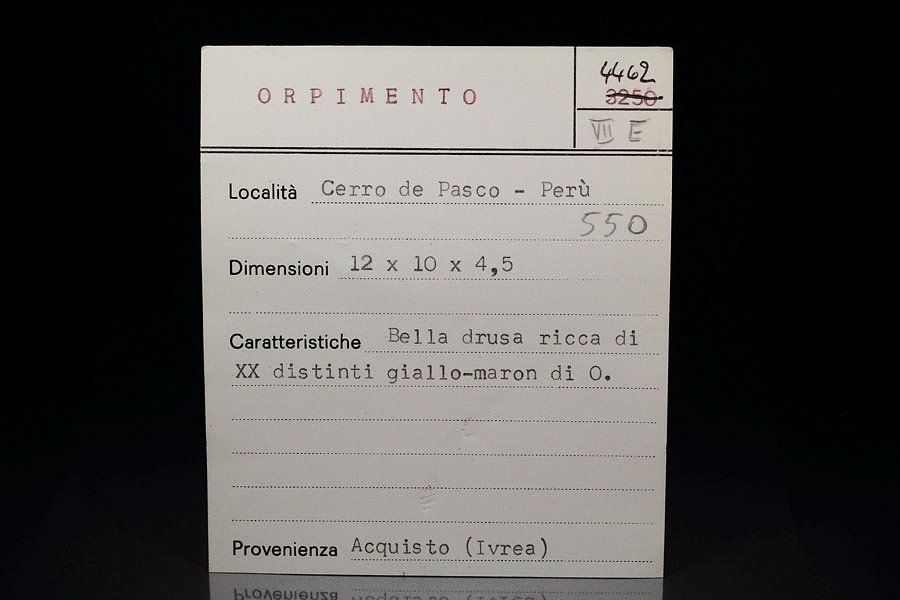 ORPIMENTO
4462
3250
VII E
Località Cerro de Pasco - Perù
550
Dimensioni 12 x 10 x 4,5
Caratteristiche Bella drusa ricca di
XX distinti giallo-maron di O.
Provenienza Acquisto (Ivrea)